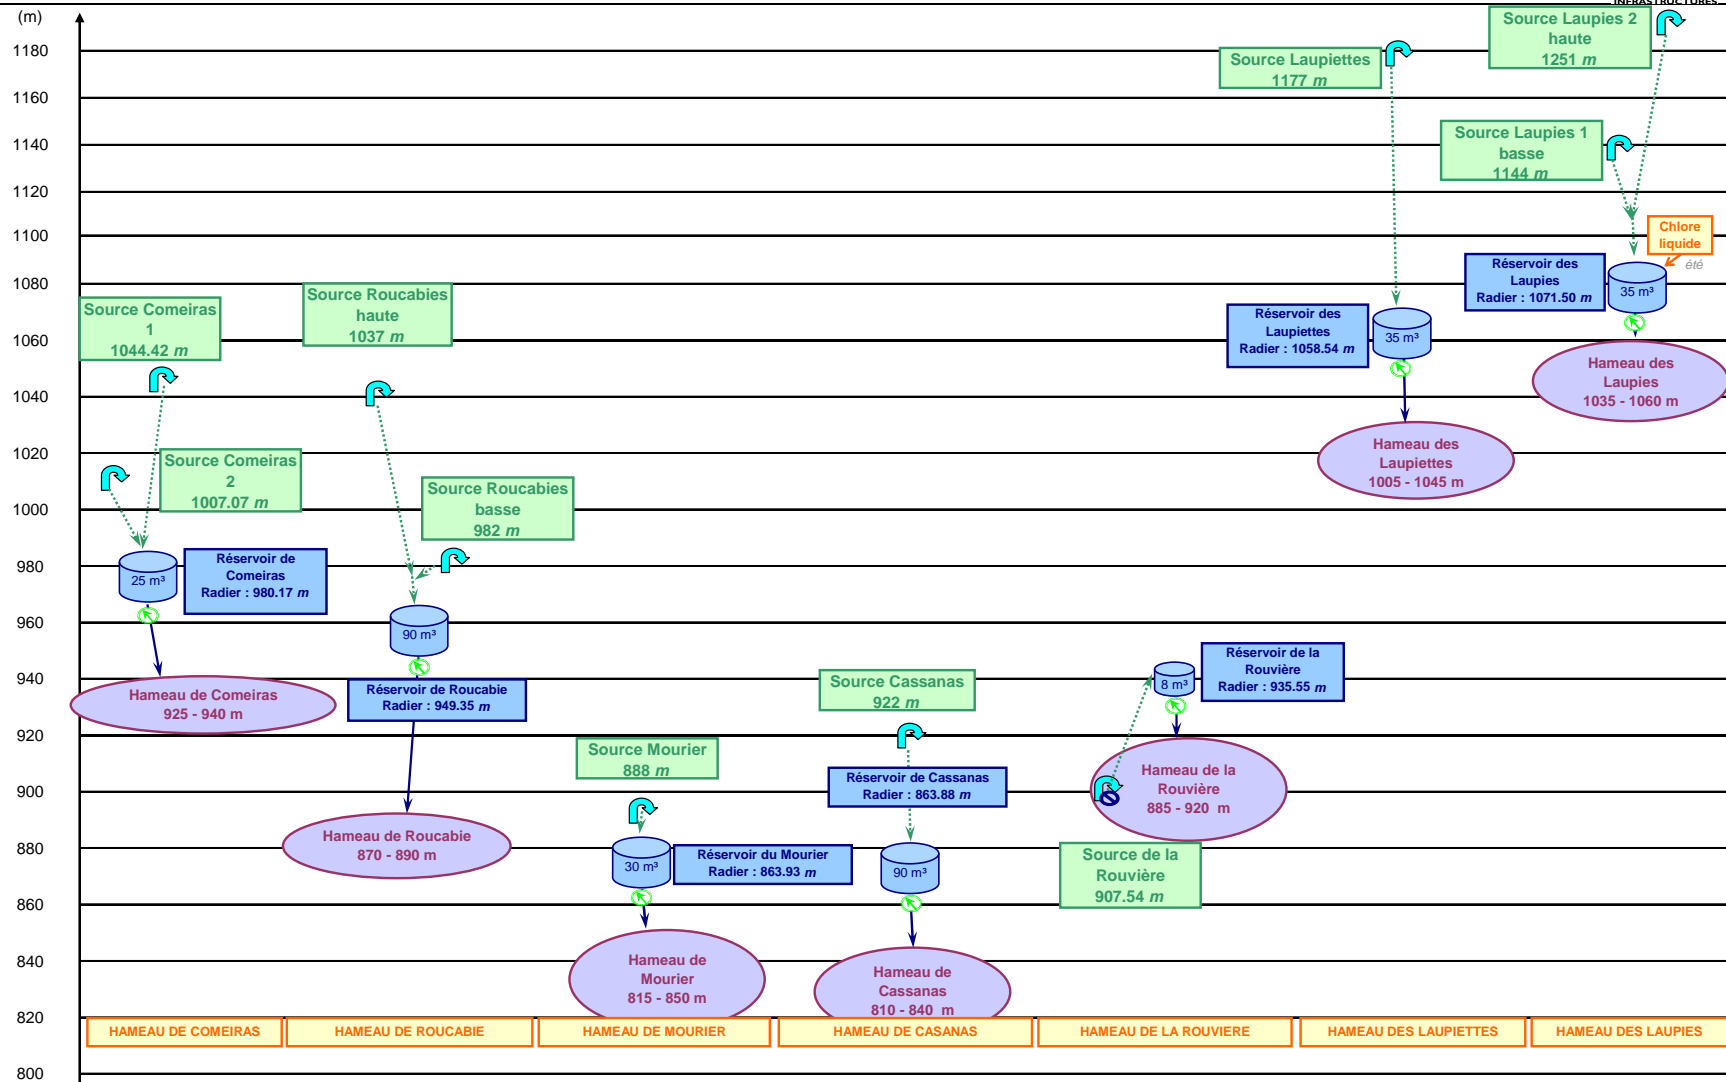 INFRASTRUCTURES
(m)
1180
1160
1140
1120
1100
1080
1060
1040
1020
1000
980
960
940
920
900
880
860
840
820
800
Source Comeiras
1
1044.42 m
Source Comeiras
2
1007.07 m
25 m³
Réservoir de
Comeiras
Radier : 980.17 m
Hameau de Comeiras
925 - 940 m
Source Roucabies
haute
1037 m
Source Roucabies
basse
982 m
90 m³
Réservoir de Roucabie
Radier : 949.35 m
Hameau de Roucabie
870 - 890 m
Source Mourier
888 m
30 m³
Réservoir du Mourier
Radier : 863.93 m
Hameau de
Mourier
815 - 850 m
Source Cassanas
922 m
Réservoir de Cassanas
Radier : 863.88 m
90 m³
Hameau de
Cassanas
810 - 840 m
8 m³
Réservoir de la
Rouvière
Radier : 935.55 m
Hameau de la
Rouvière
885 - 920 m
Source de la
Rouvière
907.54 m
Source Laupiettes
1177 m
Réservoir des
Laupiettes
Radier : 1058.54 m
35 m³
Hameau des
Laupiettes
1005 - 1045 m
Source Laupies 2
haute
1251 m
Source Laupies 1
basse
1144 m
Chlore
liquide
été
Réservoir des
Laupies
Radier : 1071.50 m
35 m³
Hameau des
Laupies
1035 - 1060 m
HAMEAU DE COMEIRAS
HAMEAU DE ROUCABIE
HAMEAU DE MOURIER
HAMEAU DE CASANAS
HAMEAU DE LA ROUVIERE
HAMEAU DES LAUPIETTES
HAMEAU DES LAUPIES